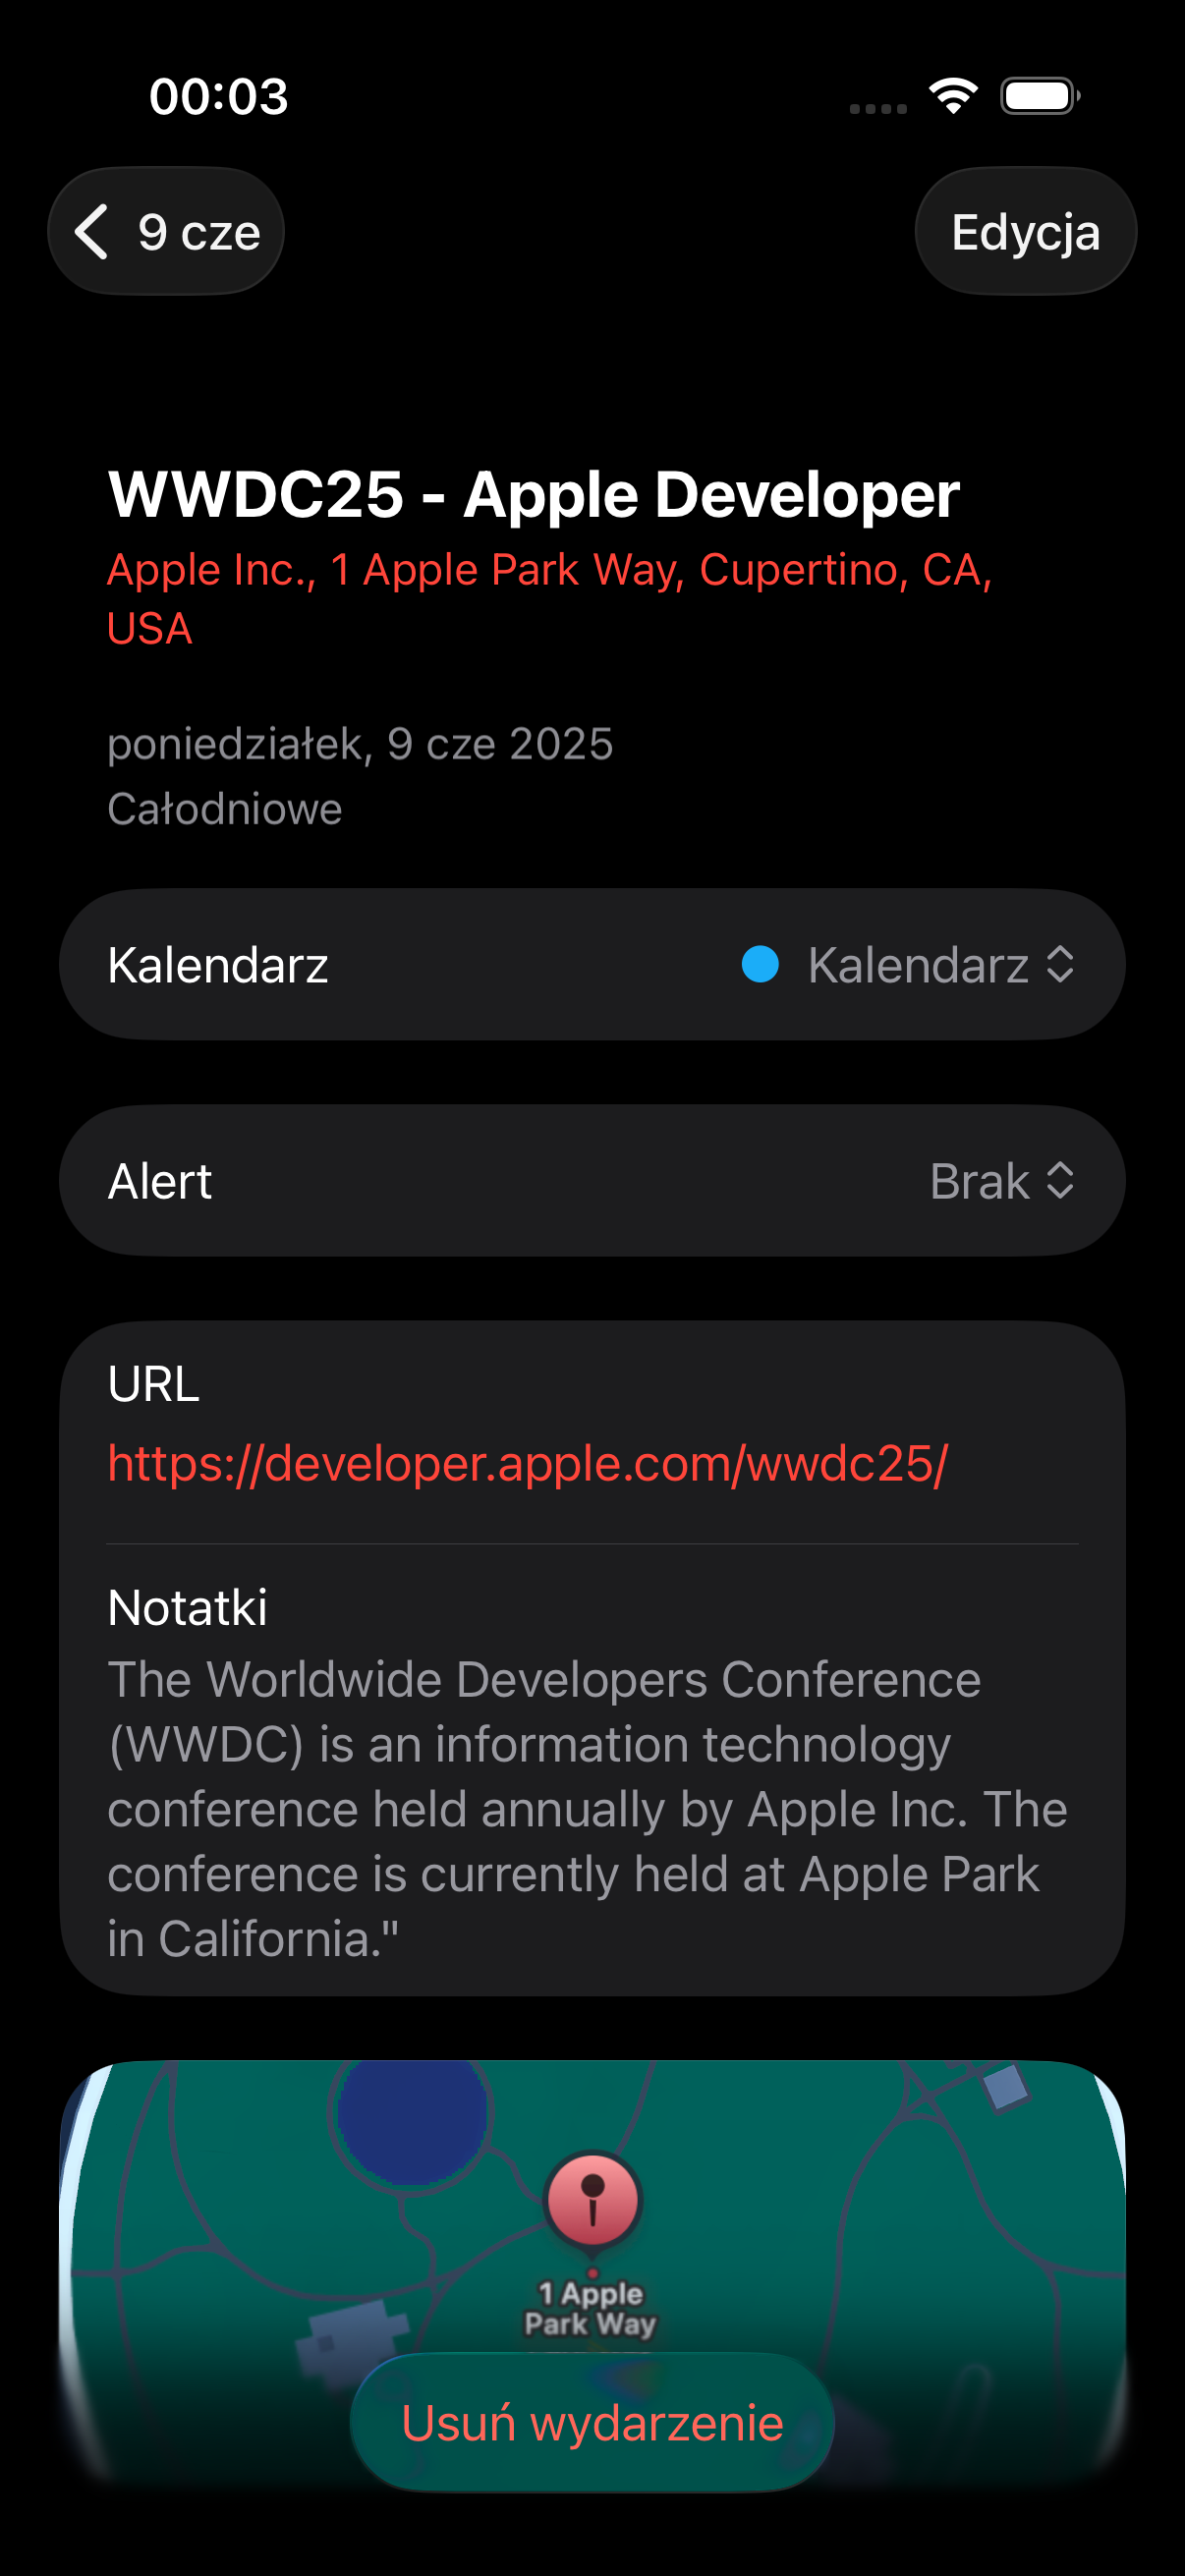 00:03
9 cze
Edycja
WWDC25 - Apple Developer
Apple Inc., 1 Apple Park Way, Cupertino, CA,
USA
poniedziałek, 9 cze 2025
Całodniowe
Kalendarz
Kalendarz
Alert
Brak
URL
https://developer.apple.com/wwdc25/
Notatki
The Worldwide Developers Conference
(WWDC) is an information technology
conference held annually by Apple Inc. The
conference is currently held at Apple Park
in California."
1 Apple
Park Way
Usuń wydarzenie